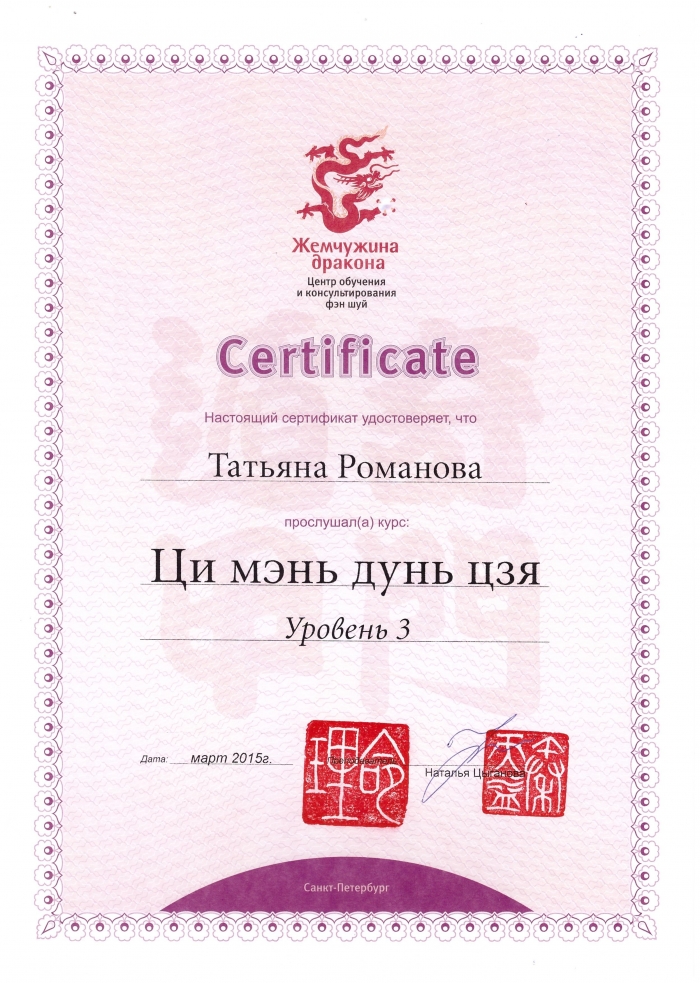 Жемчужина
дракона
Центр обучения
и консультирования
фэн шуй
Certificate
Настоящий сертификат удостоверяет, что
Татьяна Романова
прослушал(а) курс:
Ци мэнь дунь цзя
Уровень 3
Дата: март 2015г. Преподаватель:
Наталья Цыганова
Санкт-Петербург